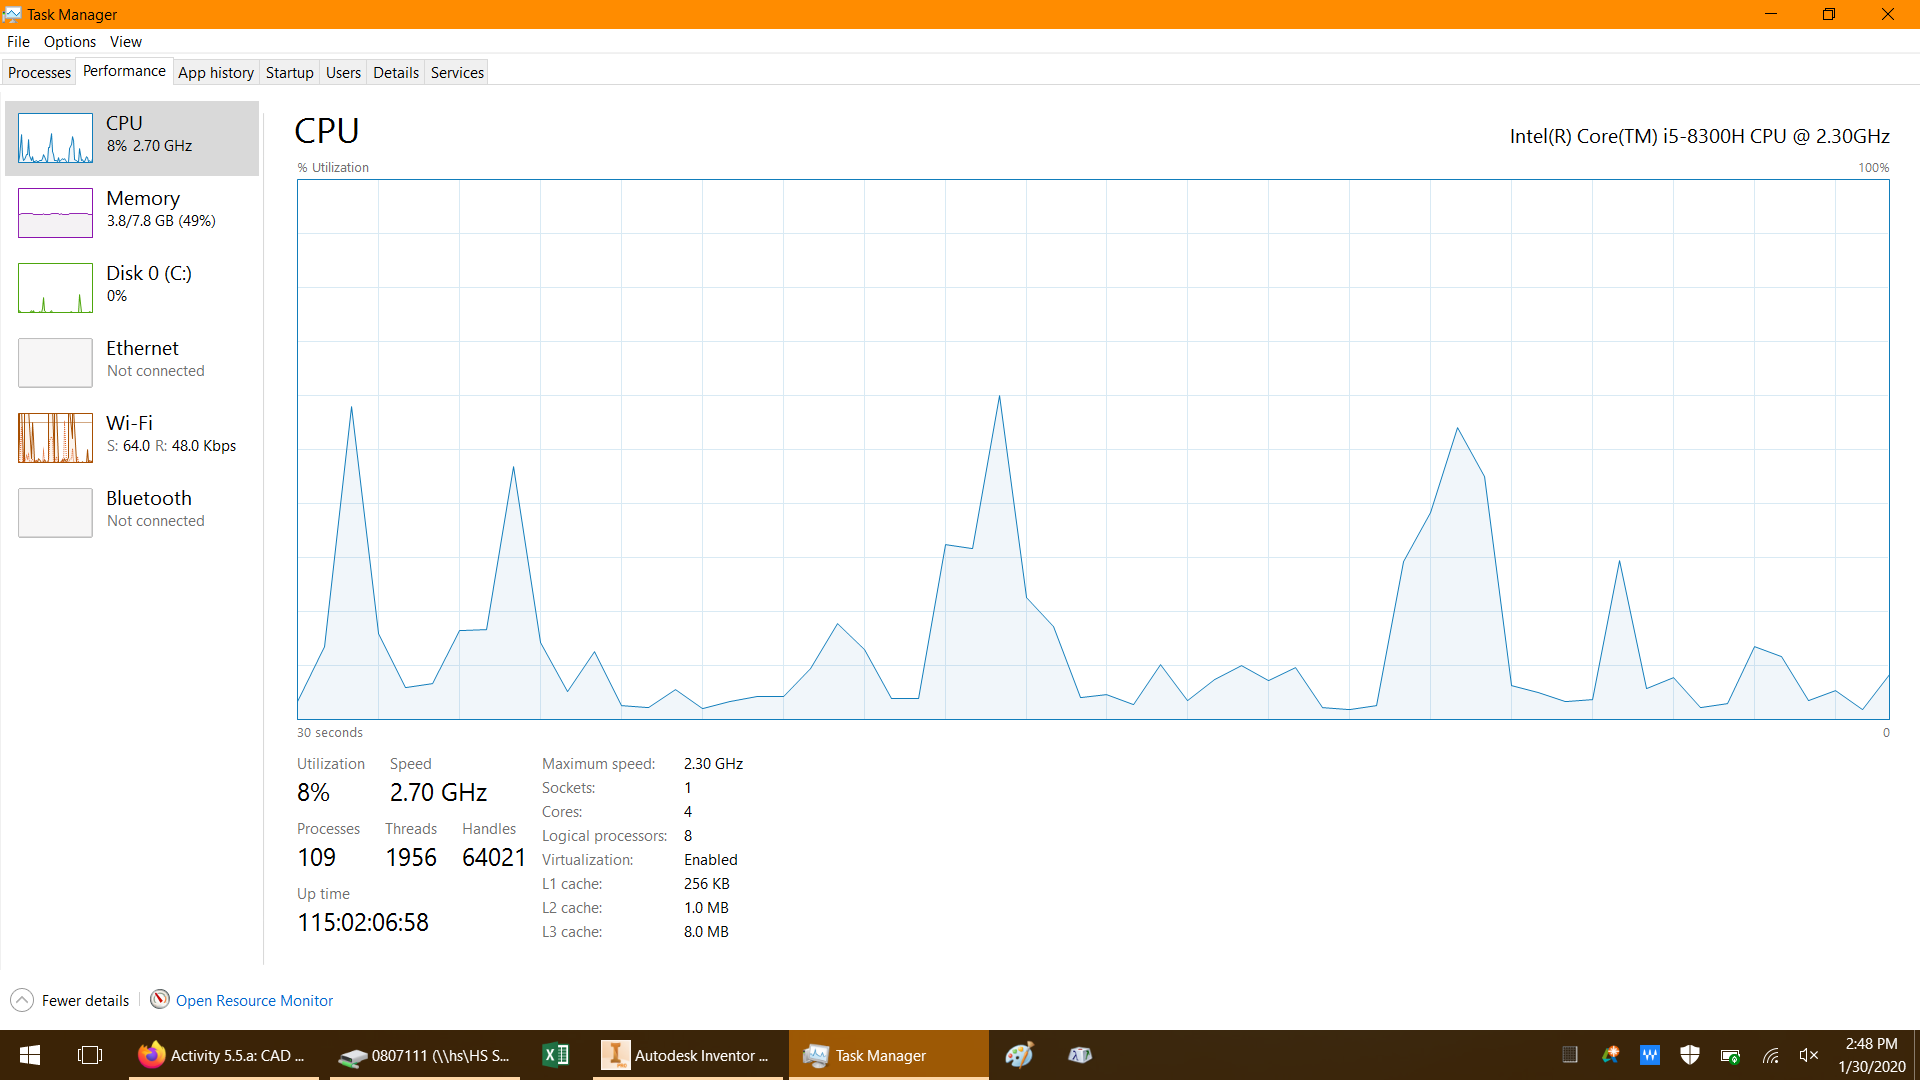 Task Manager
File Options View
Processes Performance App history Startup Users Details Services
CPU
8% 2.70 GHz
Memory
3.8/7.8 GB (49%)
Disk 0 (C:)
0%
Ethernet
Not connected
Wi-Fi
S: 64.0 R: 48.0 Kbps
Bluetooth
Not connected
CPU
Intel(R) Core(TM) i5-8300H CPU @ 2.30GHz
% Utilization
100%
30 seconds
0
Utilization Speed
8% 2.70 GHz
Processes Threads Handles
109 1956 64021
Up time
115:02:06:58
Maximum speed: 2.30 GHz
Sockets: 1
Cores: 4
Logical processors: 8
Virtualization: Enabled
L1 cache: 256 KB
L2 cache: 1.0 MB
L3 cache: 8.0 MB
Fewer details
Open Resource Monitor
Activity 5.5.a: CAD ...
0807111 (\\hs\HS S...
Autodesk Inventor ...
Task Manager
2:48 PM
1/30/2020